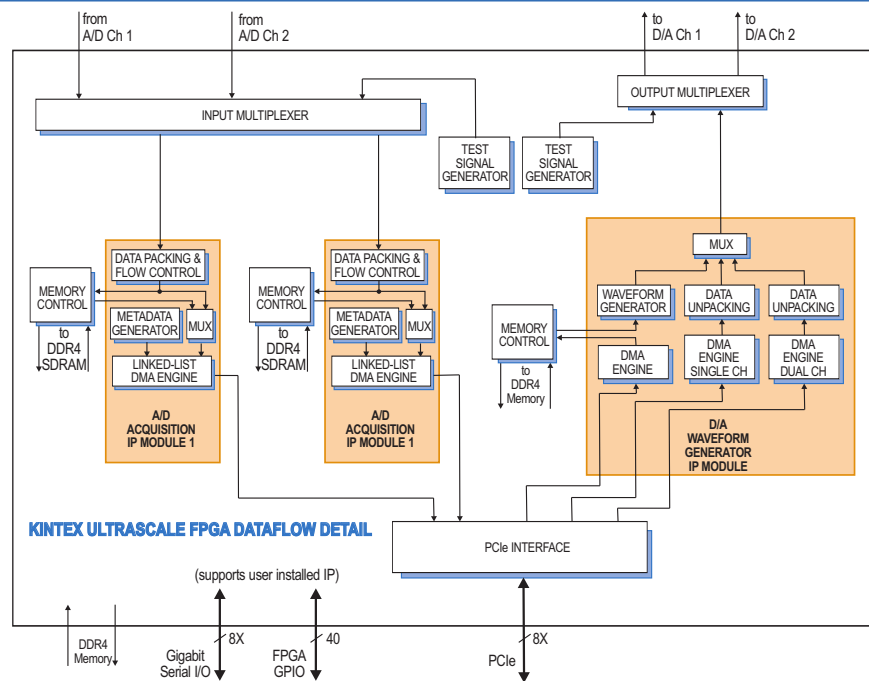 from
A/D Ch 1
from
A/D Ch 2
to
D/A Ch 1
to
D/A Ch 2
INPUT MULTIPLEXER
OUTPUT MULTIPLEXER
TEST
SIGNAL
GENERATOR
TEST
SIGNAL
GENERATOR
DATA PACKING &
FLOW CONTROL
MEMORY
CONTROL
METADATA
GENERATOR
MUX
to
DDR4
SDRAM
LINKED-LIST
DMA ENGINE
A/D
ACQUISITION
IP MODULE 1
DATA PACKING &
FLOW CONTROL
MEMORY
CONTROL
METADATA
GENERATOR
MUX
to
DDR4
SDRAM
LINKED-LIST
DMA ENGINE
A/D
ACQUISITION
IP MODULE 1
MUX
WAVEFORM
GENERATOR
DATA
UNPACKING
DATA
UNPACKING
MEMORY
CONTROL
to
DDR4
Memory
DMA
ENGINE
DMA
ENGINE
SINGLE CH
DMA
ENGINE
DUAL CH
D/A
WAVEFORM
GENERATOR
IP MODULE
KINTEX ULTRASCALE FPGA DATAFLOW DETAIL
PCIe INTERFACE
(supports user installed IP)
DDR4
Memory
8X
Gigabit
Serial I/O
40
FPGA
GPIO
8X
PCIe